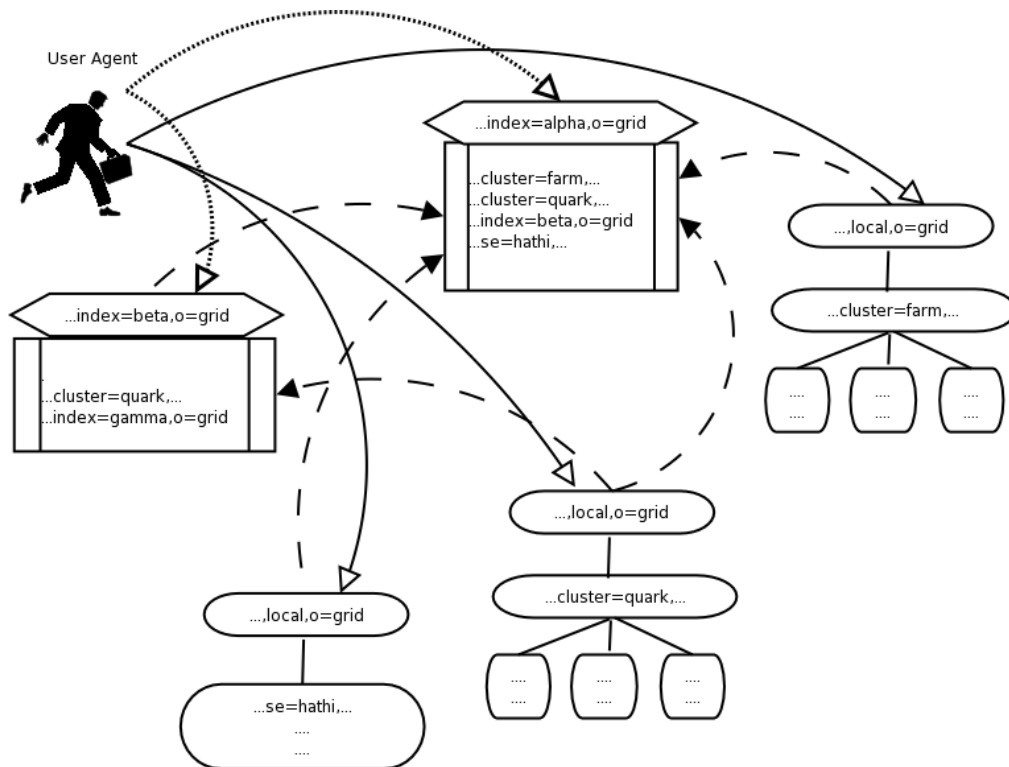 User Agent
...index=alpha,o=grid
...cluster=farm,...
...cluster=quark,...
...index=beta,o=grid
...se=hathi,...
...,local,o=grid
...cluster=farm,...
....
....
....
....
....
....
...index=beta,o=grid
.
...cluster=quark,...
...index=gamma,o=grid
...,local,o=grid
...cluster=quark,...
....
....
....
....
....
....
...,local,o=grid
...se=hathi,...
....
....